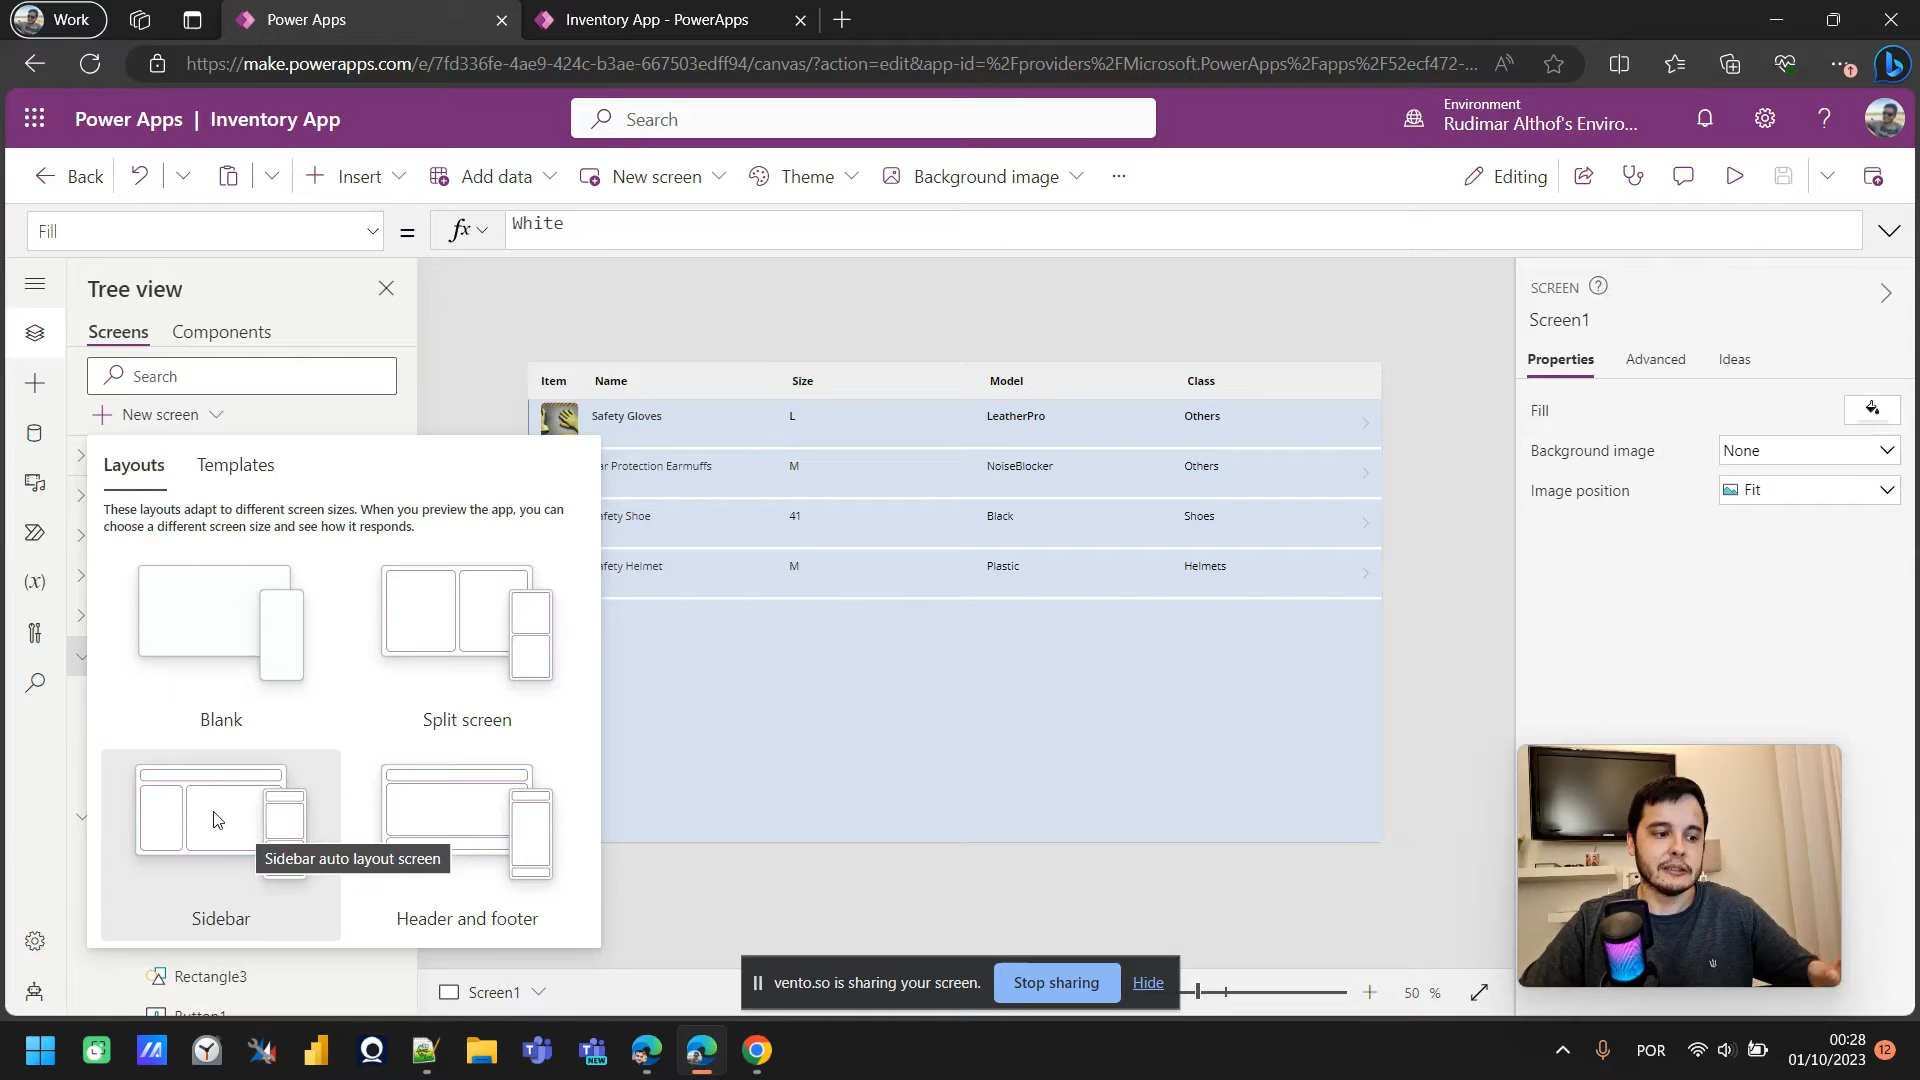 Work
Power Apps
Inventory App - PowerApps
https://make.powerapps.com/e/7fd336fe-4ae9-424c-b3ae-667503edff94/canvas/?action=edit&app-id=%2Fproviders%2FMicrosoft.PowerApps%2Fapps%2F52ecf472-...
Power Apps | Inventory App
Search
Environment
Rudimar Althof's Enviro...
Back
Insert
Add data
New screen
Theme
Background image
...
Editing
Fill
=
fx
White
Tree view
Screens
Components
Search
New screen
Layouts
Templates
These layouts adapt to different screen sizes. When you preview the app, you can
choose a different screen size and see how it responds.
Blank
Split screen
Sidebar auto layout screen
Sidebar
Header and footer
Rectangle3
Button1
Item Name Size Model Class
Safety Gloves L LeatherPro Others
ar Protection Earmuffs M NoiseBlocker Others
afety Shoe 41 Black Shoes
afety Helmet M Plastic Helmets
Screen1
vento.so is sharing your screen.
Stop sharing
Hide
50 %
SCREEN
Screen1
Properties
Advanced
Ideas
Fill
Background image
None
Image position
Fit
NEW
POR
00:28
01/10/2023
12